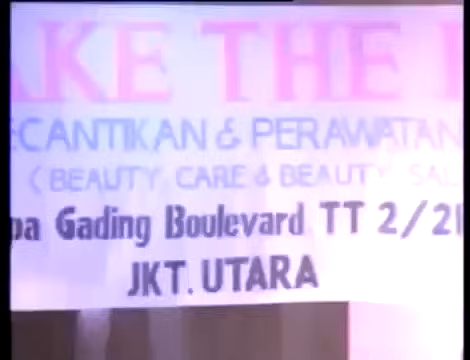 AKE THE
ECANTIKAN & PERAWATAN
( BEAUTY CARE & BEAUTY SAL
pa Gading Boulevard TT 2/21
JKT. UTARA